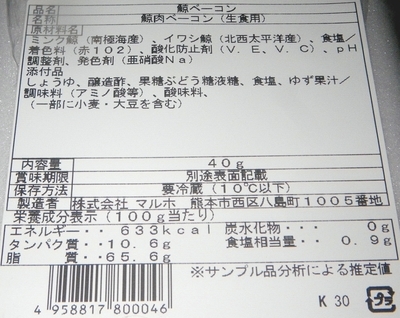 品名 鯨ベーコン
名称 鯨肉ベーコン（生食用）
原材料名
ミンク鯨（南極海産）、イワシ鯨（北西太平洋産）、食塩/
着色料（赤102）、酸化防止剤（V.E、V.C）、pH
調整剤、発色剤（亜硝酸Na）
添付品
しょうゆ、醸造酢、果糖ぶどう糖液糖、食塩、ゆず果汁/
調味料（アミノ酸等）、酸味料、
（一部に小麦・大豆を含む）
内容量 40g
賞味期限 別途表面記載
保存方法 要冷蔵（10℃以下）
製造者 株式会社 マルホ 熊本市西区八島町1005番地
栄養成分表示（100g当たり）
エネルギー・・ 633kcal 炭水化物・・ 0g
タンパク質・・ 10.6g 食塩相当量・・ 0.9g
脂 質・・ 65.6g
※サンプル品分析による推定値
4 958817 800046
K30
プラ